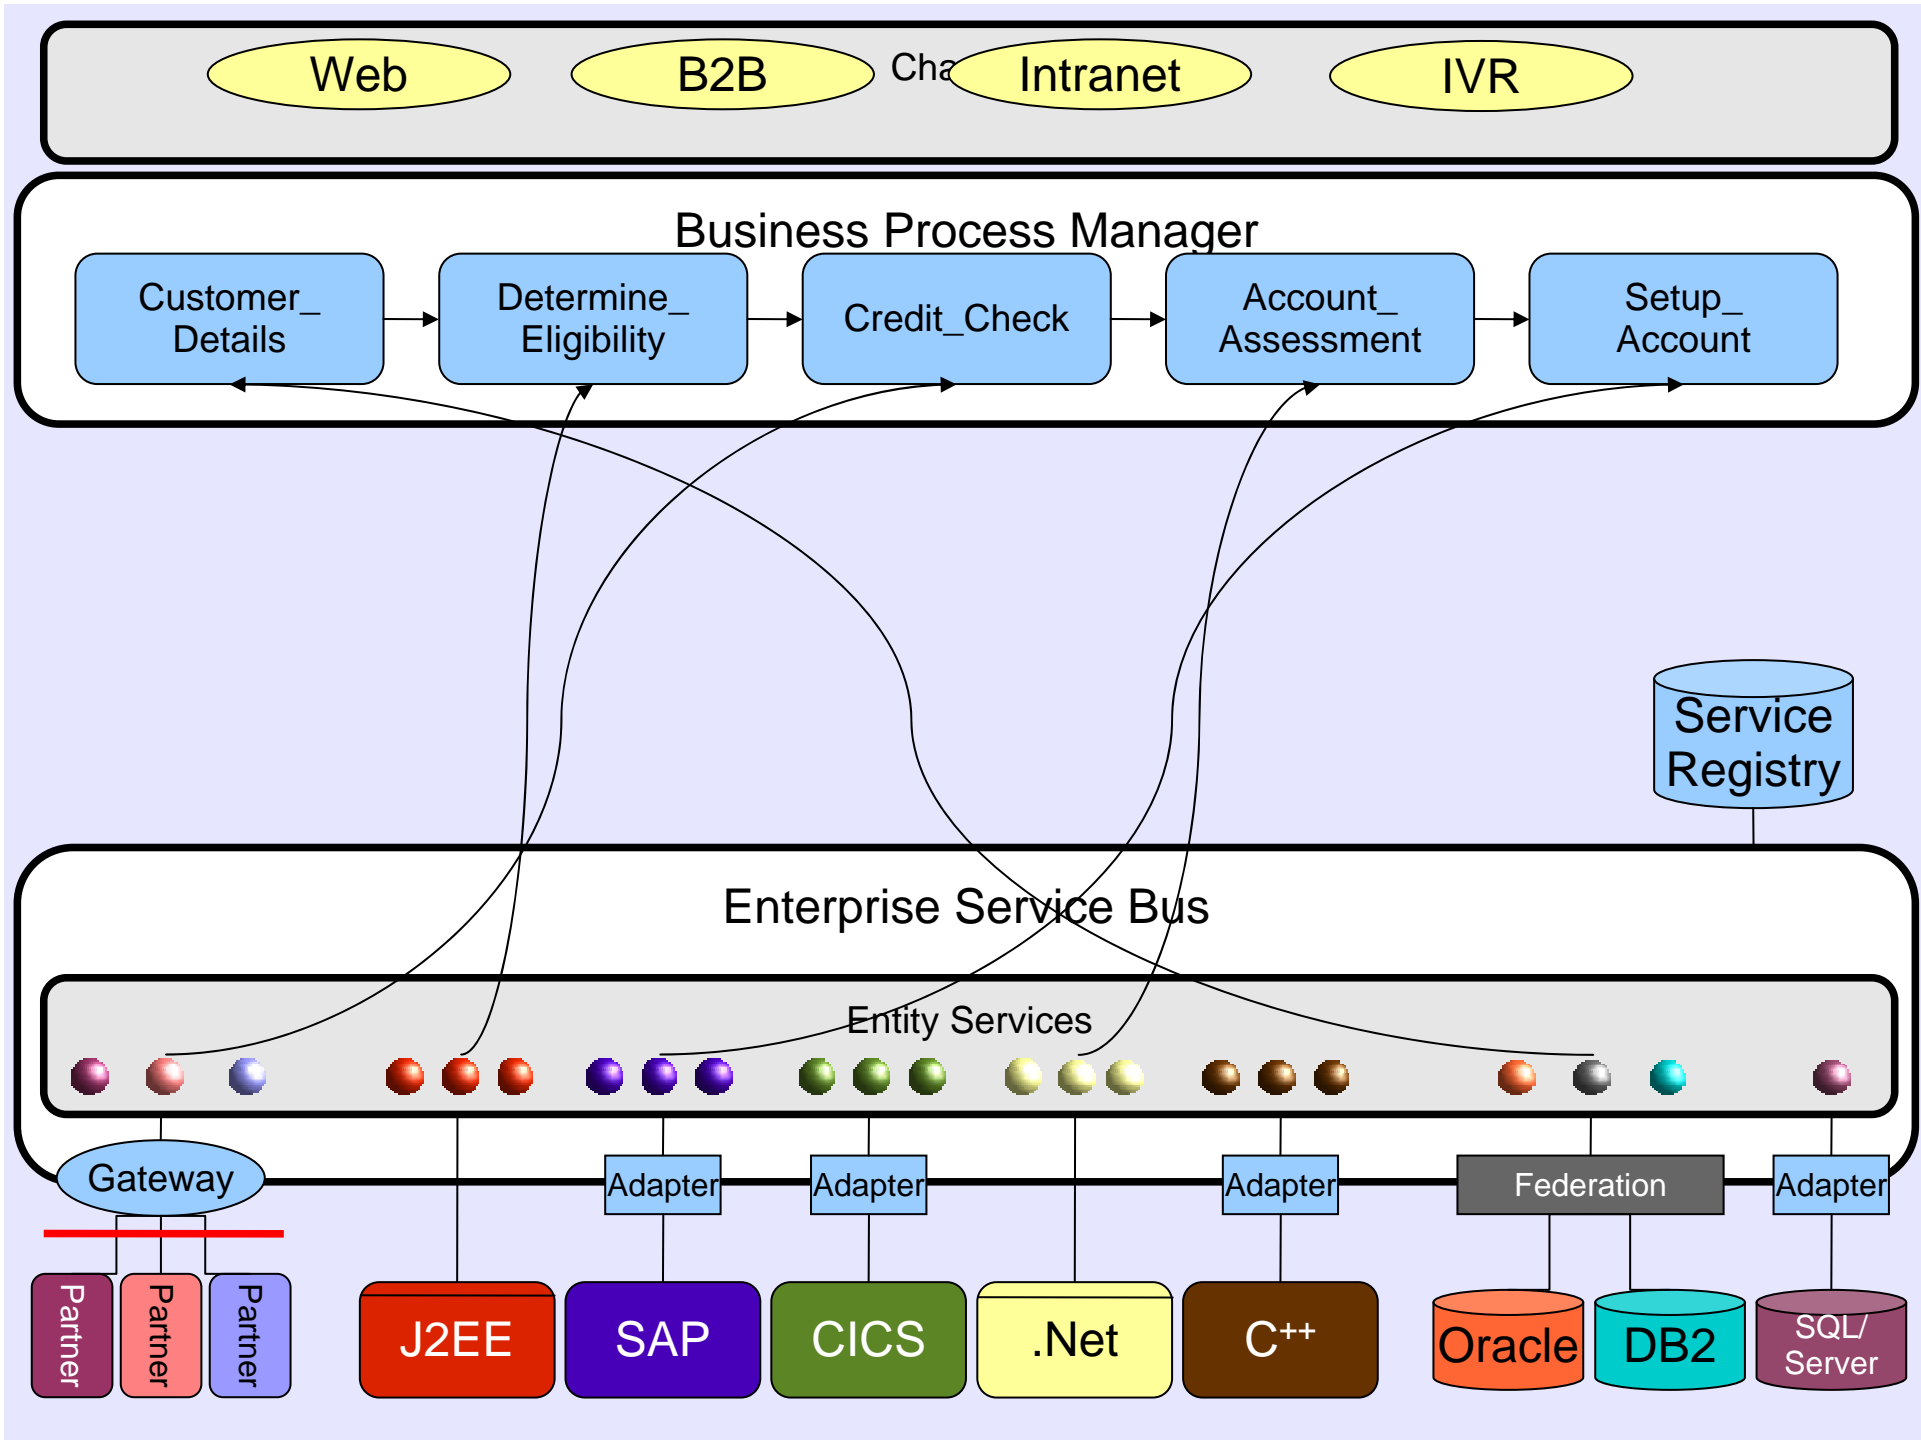 Web
B2B
Cha
Intranet
IVR
Business Process Manager
Customer_
Details
Determine_
Eligibility
Credit_Check
Account_
Assessment
Setup_
Account
Service
Registry
Enterprise Service Bus
Entity Services
Gateway
Adapter
Adapter
Adapter
Federation
Adapter
Partner
Partner
Partner
J2EE
SAP
CICS
.Net
C++
Oracle
DB2
SQL/
Server